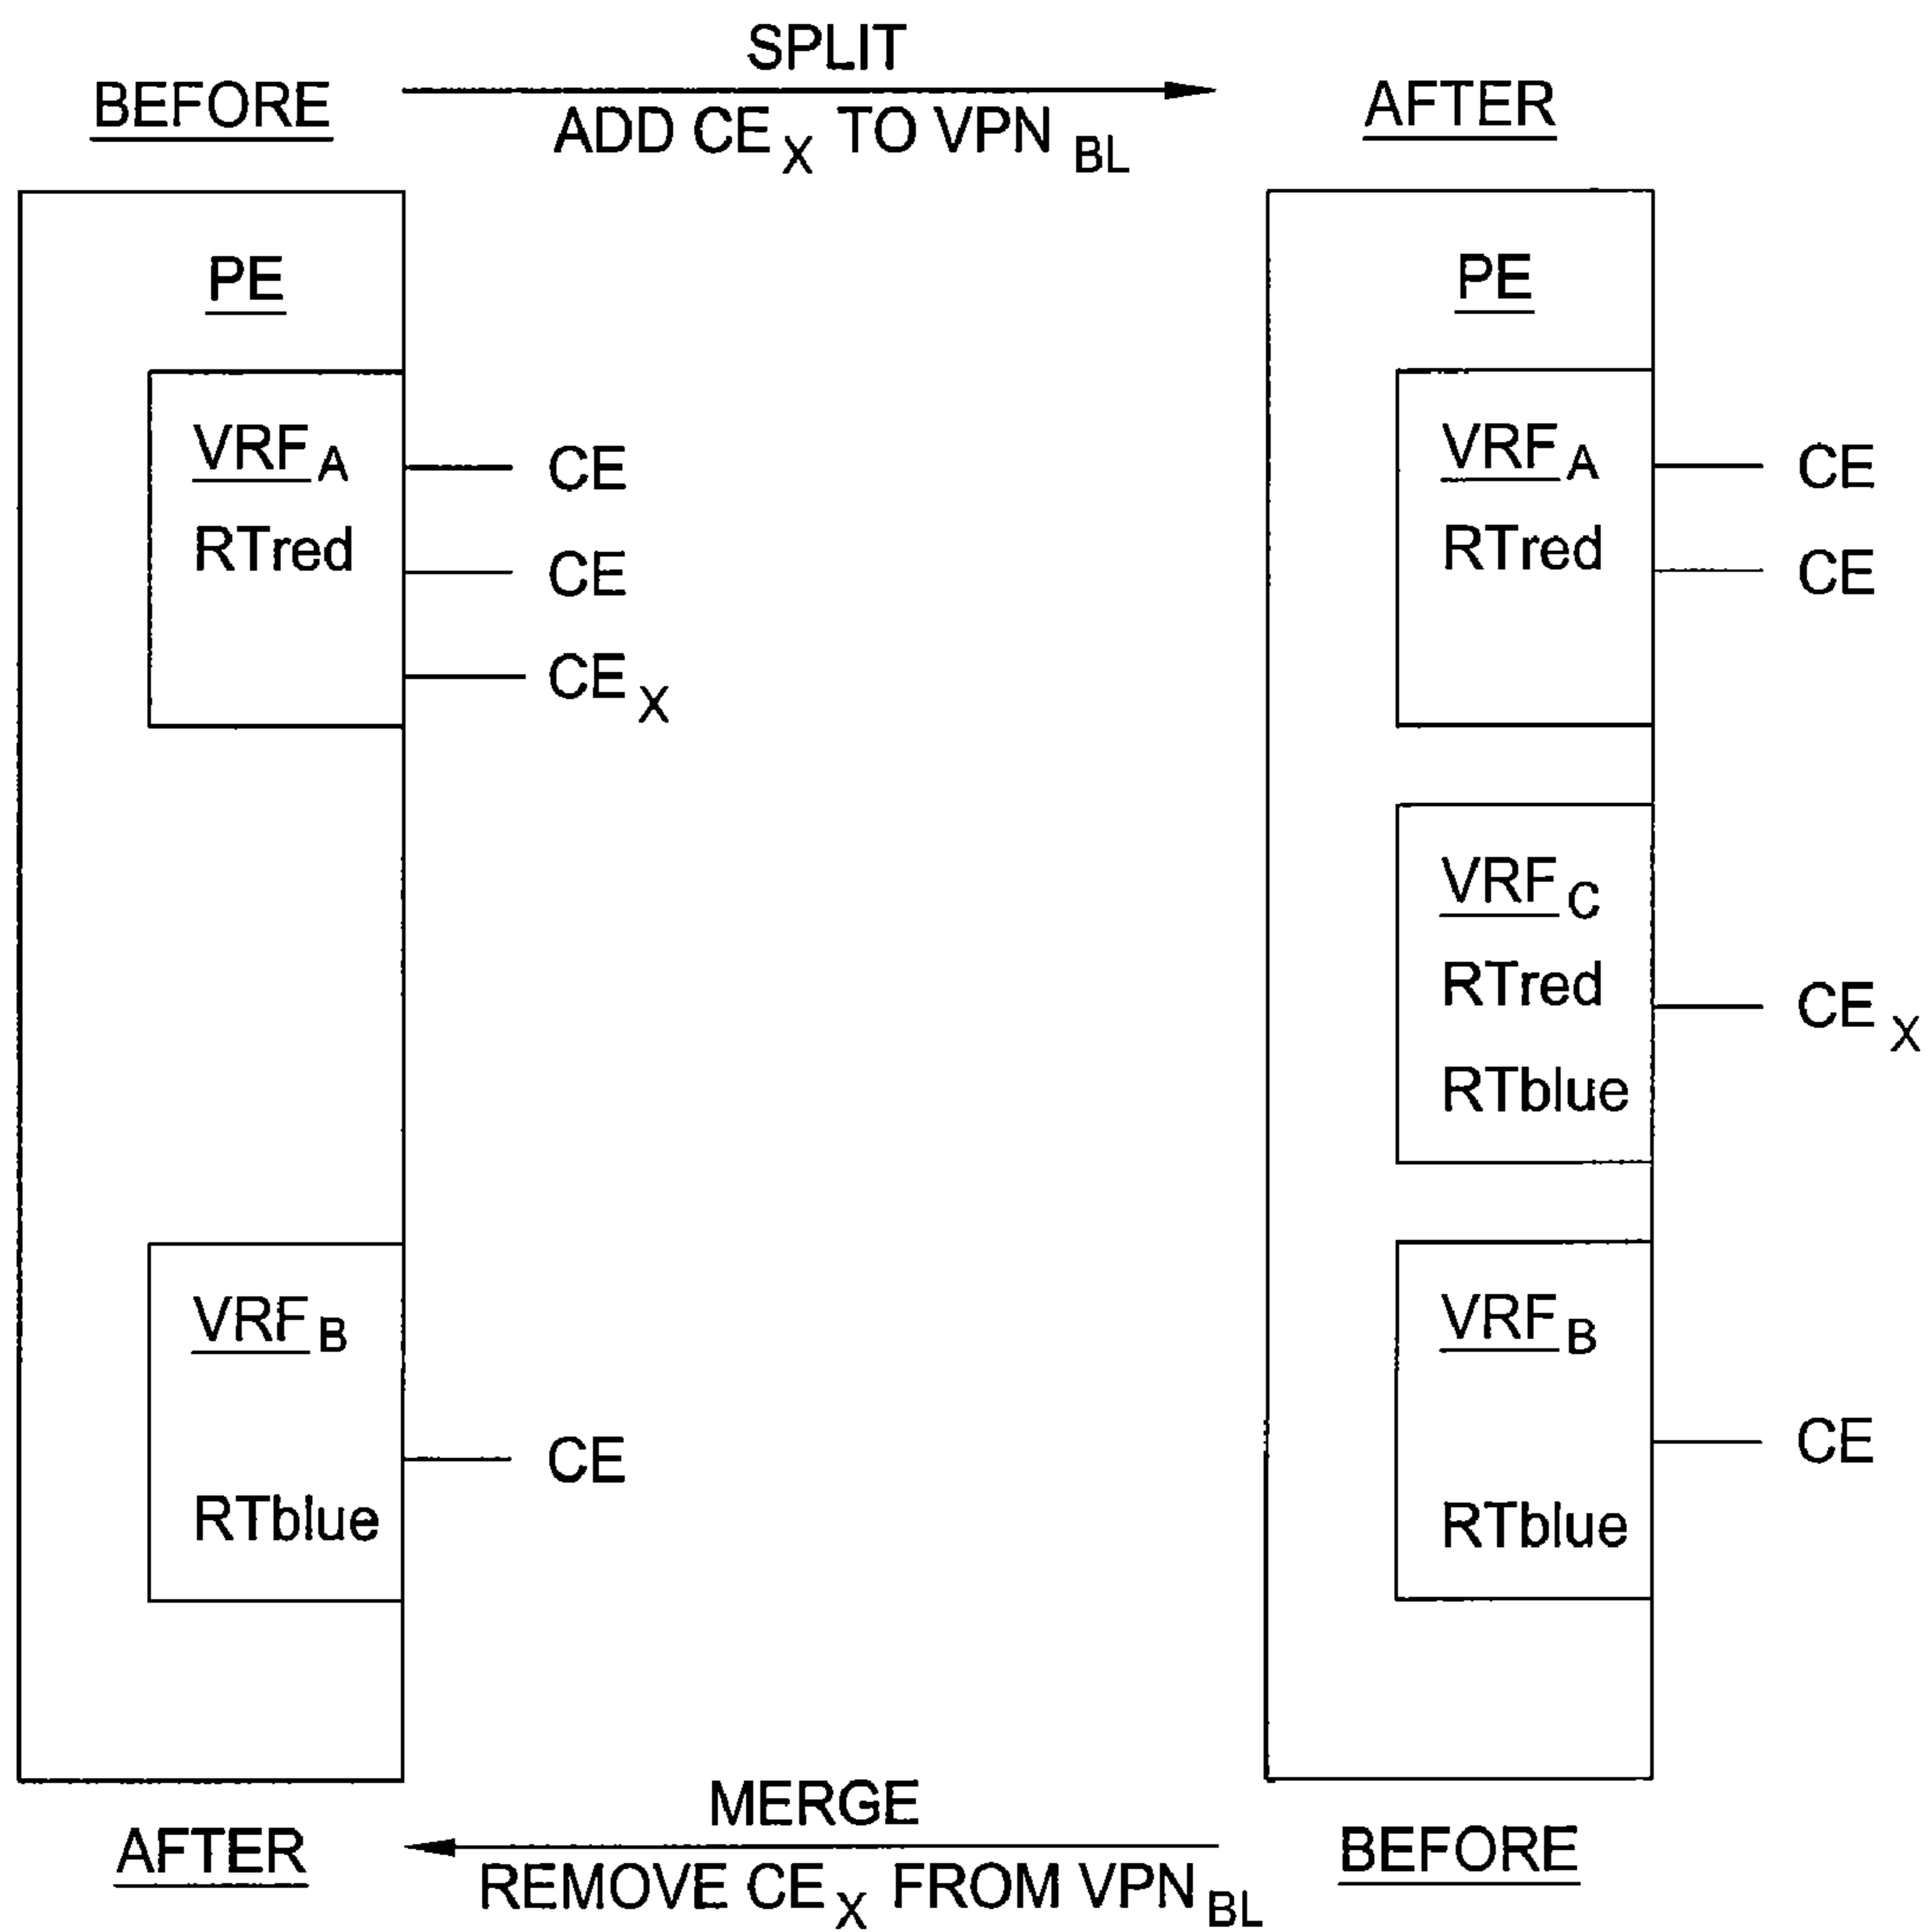 SPLIT
BEFORE
ADD CE X TO VPN BL
AFTER
PE
VRF A
RTred
CE
CE
CE X
VRF B
RTblue
CE
PE
VRF A
RTred
CE
CE
VRF C
RTred
RTblue
CE X
VRF B
RTblue
CE
MERGE
AFTER
REMOVE CE X FROM VPN BL
BEFORE